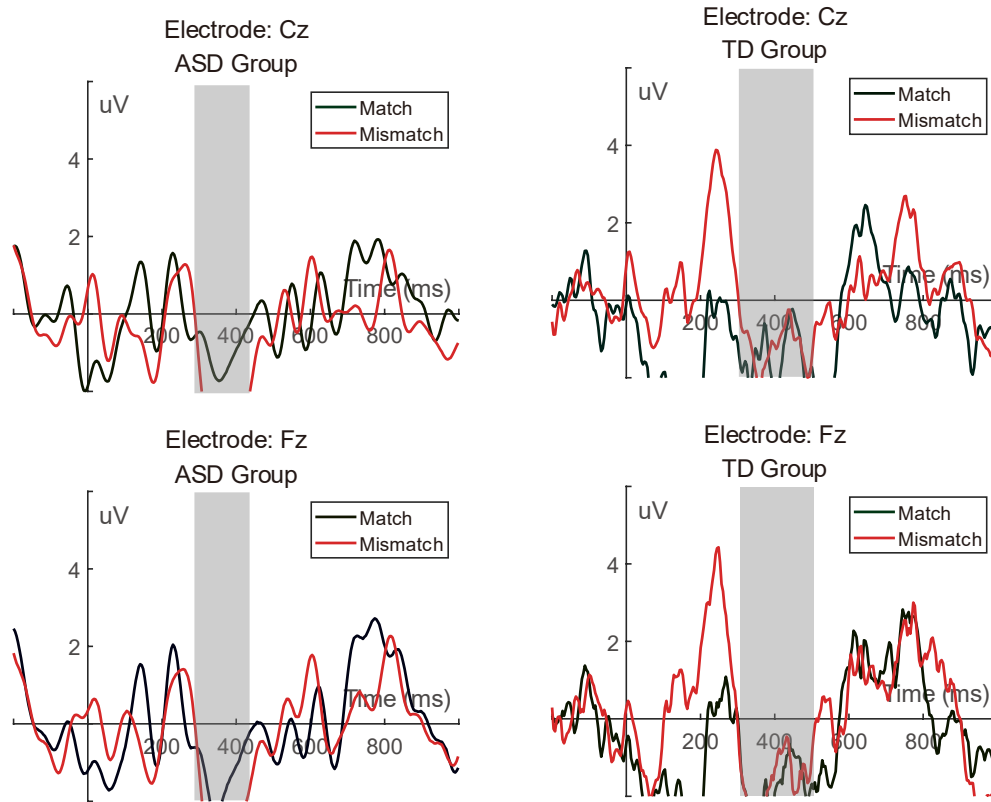 Electrode: Cz
ASD Group
uV
Match
Mismatch
4
2
Time (ms)
200
400
600
800
Electrode: Cz
TD Group
uV
Match
Mismatch
4
2
Time (ms)
200
400
600
800
Electrode: Fz
ASD Group
uV
Match
Mismatch
4
2
Time (ms)
200
400
600
800
Electrode: Fz
TD Group
uV
Match
Mismatch
4
2
Time (ms)
200
400
600
800